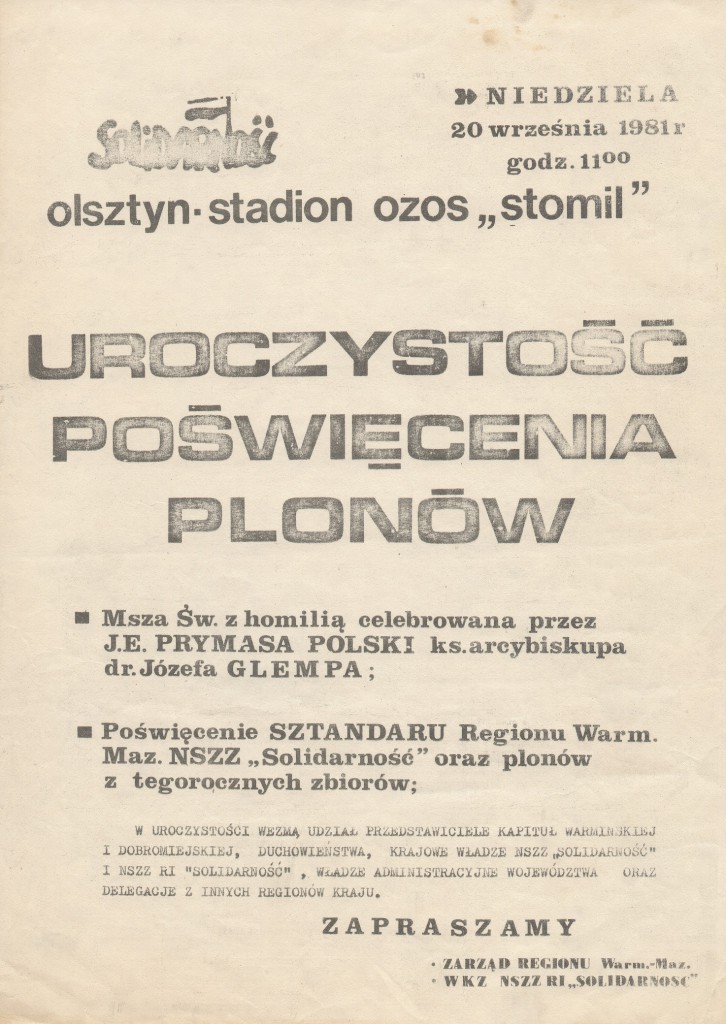 Solidarność
NIEDZIELA
20 września 1981 r
godz. 11⁰⁰
olsztyn · stadion ozos „stomil”
UROCZYSTOŚĆ
POŚWIĘCENIA
PLONÓW
■ Msza Św. z homilią celebrowana przez
J.E. PRYMASA POLSKI ks. arcybiskupa
dr. Józefa GLEMPA;
■ Poświęcenie SZTANDARU Regionu Warm.
Maz. NSZZ „Solidarność” oraz plonów
z tegorocznych zbiorów;
W UROCZYSTOŚCI WEZMĄ UDZIAŁ PRZEDSTAWICIELE KAPITUŁ WARMIŃSKIEJ
I DOBROMIEJSKIEJ, DUCHOWIEŃSTWA, KRAJOWE WŁADZE NSZZ „SOLIDARNOŚĆ”
I NSZZ RI "SOLIDARNOŚĆ" , WŁADZE ADMINISTRACYJNE WOJEWÓDZTWA ORAZ
DELEGACJE Z INNYCH REGIONÓW KRAJU.
ZAPRASZAMY
· ZARZĄD REGIONU Warm.-Maz.
· WKZ NSZZ RI „SOLIDARNOŚĆ”